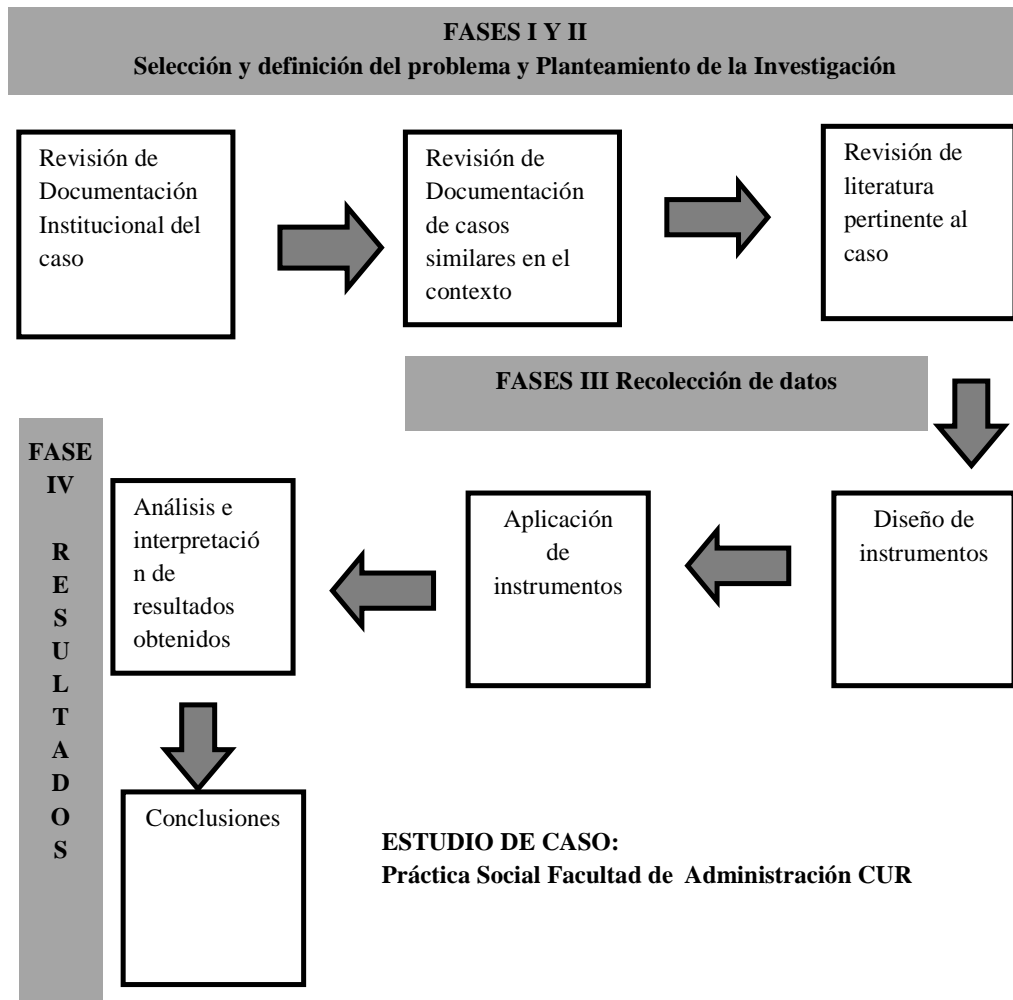 FASES I Y II
Selección y definición del problema y Planteamiento de la Investigación
Revisión de
Documentación
Institucional del
caso
Revisión de
Documentación
de casos
similares en el
contexto
Revisión de
literatura
pertinente al
caso
FASES III Recolección de datos
FASE
IV
R
E
S
U
L
T
A
D
O
S
Análisis e
interpretació
n de
resultados
obtenidos
Aplicación
de
instrumentos
Diseño de
instrumentos
Conclusiones
ESTUDIO DE CASO:
Práctica Social Facultad de Administración CUR